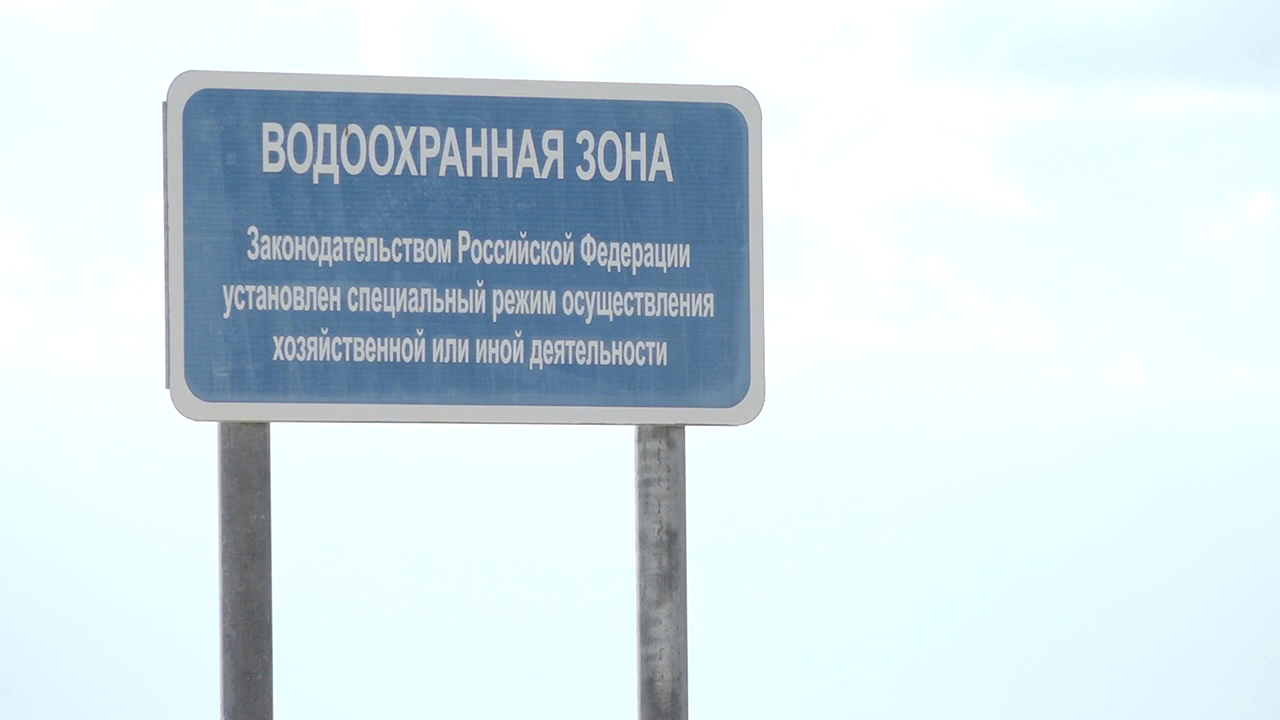 ВОДООХРАННАЯ ЗОНА
Законодательством Российской Федерации
установлен специальный режим осуществления
хозяйственной или иной деятельности